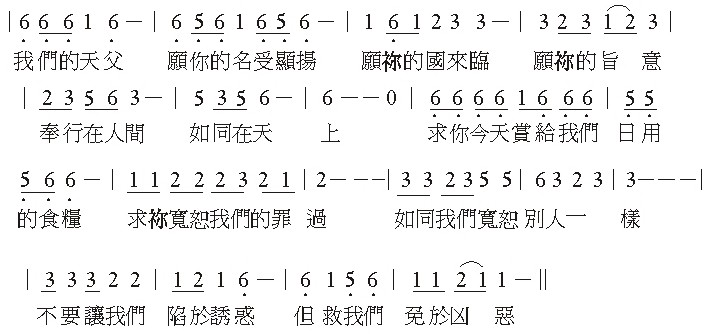 |6 6 6 1 6 –| 6 5 6 1 6 5 6 –| 1 6 1 2 3 3 –| 3 2 3 1 2 3|
我們的天父 願你的名受顯揚 願祢的國來臨 願祢的旨 意
| 2 3 5 6 3 –| 5 3 5 6 –| 6 – – 0| 6 6 6 6 1 6 6 6| 5 5
奉行在人間 如同在天 上 求你今天賞給我們 日用
5 6 6 –| 1 1 2 2 2 3 2 1 |2 – – –| 3 3 2 3 5 5 |6 3 2 3 |3 – – –|
的食糧 求祢寬恕我們的罪 過 如同我們寬恕 別人一 樣
| 3 3 3 2 2 | 1 2 1 6 –| 6 1 5 6 | 1 1 2 1 1 –‖
不要讓我們 陷於誘惑 但救我們 免於凶 惡